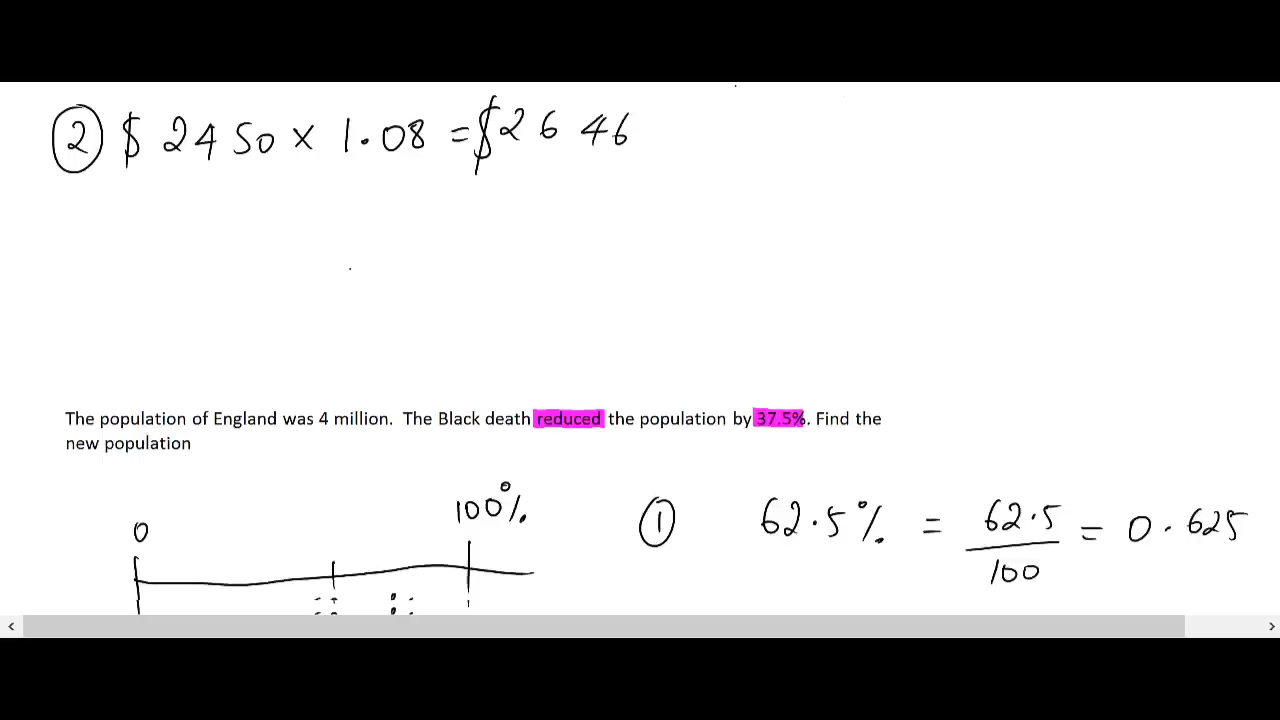 ② $ 2450 × 1.08 = $2646
The population of England was 4 million. The Black death reduced the population by 37.5%. Find the
new population
0 100%
① 62.5% = 62.5/100 = 0.625